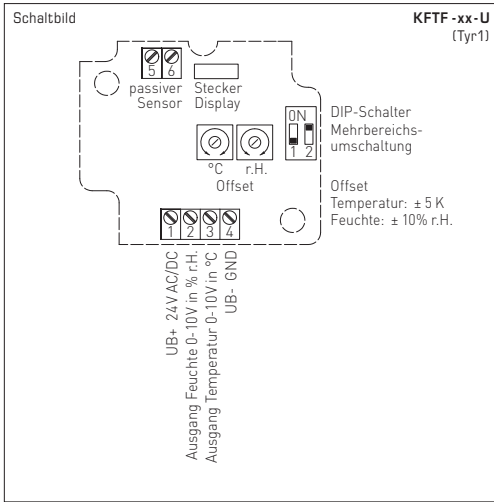 Schaltbild
KFTF -xx-U
(Tyr1)
5 6
passiver
Sensor
Stecker
Display
ON
1 2
DIP-Schalter
Mehrbereichs-
umschaltung
°C r.H.
Offset
Offset
Temperatur: ± 5 K
Feuchte: ± 10% r.H.
1 2 3 4
UB+ 24V AC/DC
Ausgang Feuchte 0-10V in % r.H.
Ausgang Temperatur 0-10V in °C
UB- GND